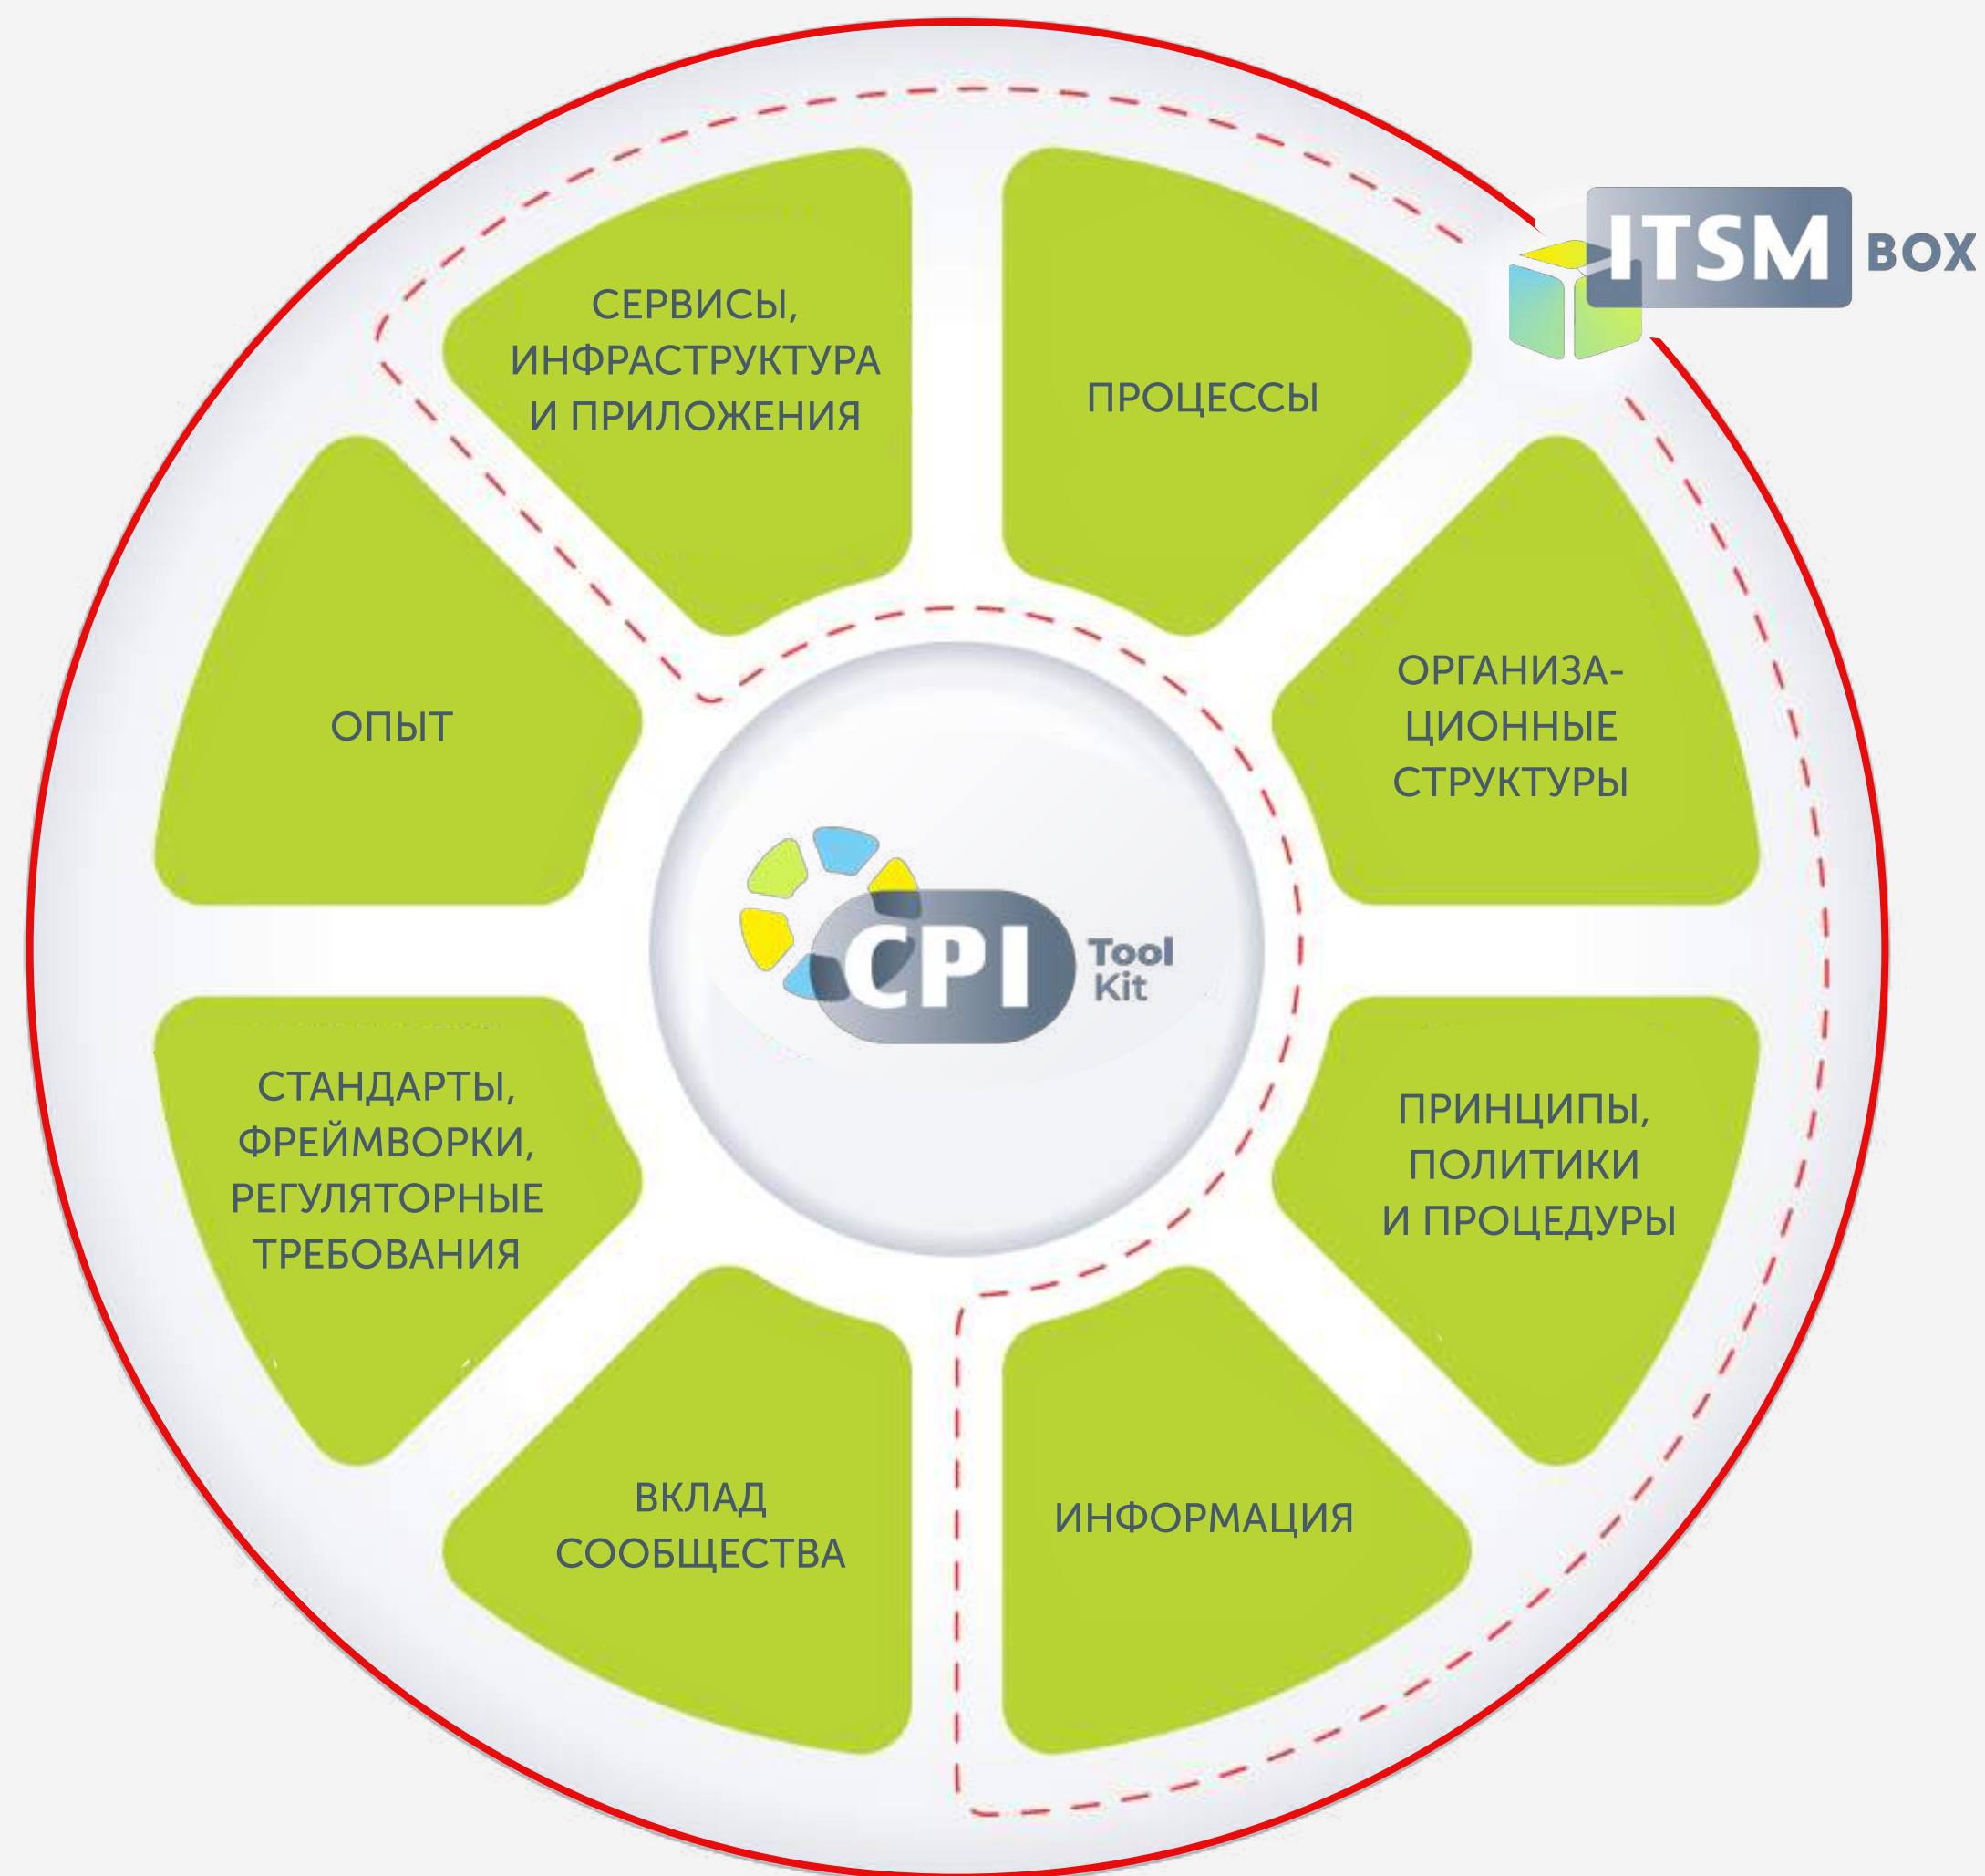 ITSM BOX
СЕРВИСЫ,
ИНФРАСТРУКТУРА
И ПРИЛОЖЕНИЯ
ПРОЦЕССЫ
ОРГАНИЗА-
ЦИОННЫЕ
СТРУКТУРЫ
ОПЫТ
CPI Tool
Kit
СТАНДАРТЫ,
ФРЕЙМВОРКИ,
РЕГУЛЯТОРНЫЕ
ТРЕБОВАНИЯ
ПРИНЦИПЫ,
ПОЛИТИКИ
И ПРОЦЕДУРЫ
ВКЛАД
СООБЩЕСТВА
ИНФОРМАЦИЯ